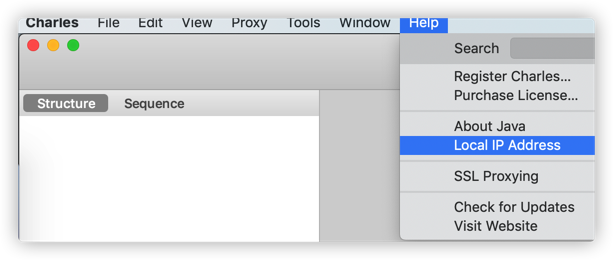 Charles File Edit View Proxy Tools Window Help
Search
Structure Sequence
Register Charles...
Purchase License...
About Java
Local IP Address
SSL Proxying
Check for Updates
Visit Website